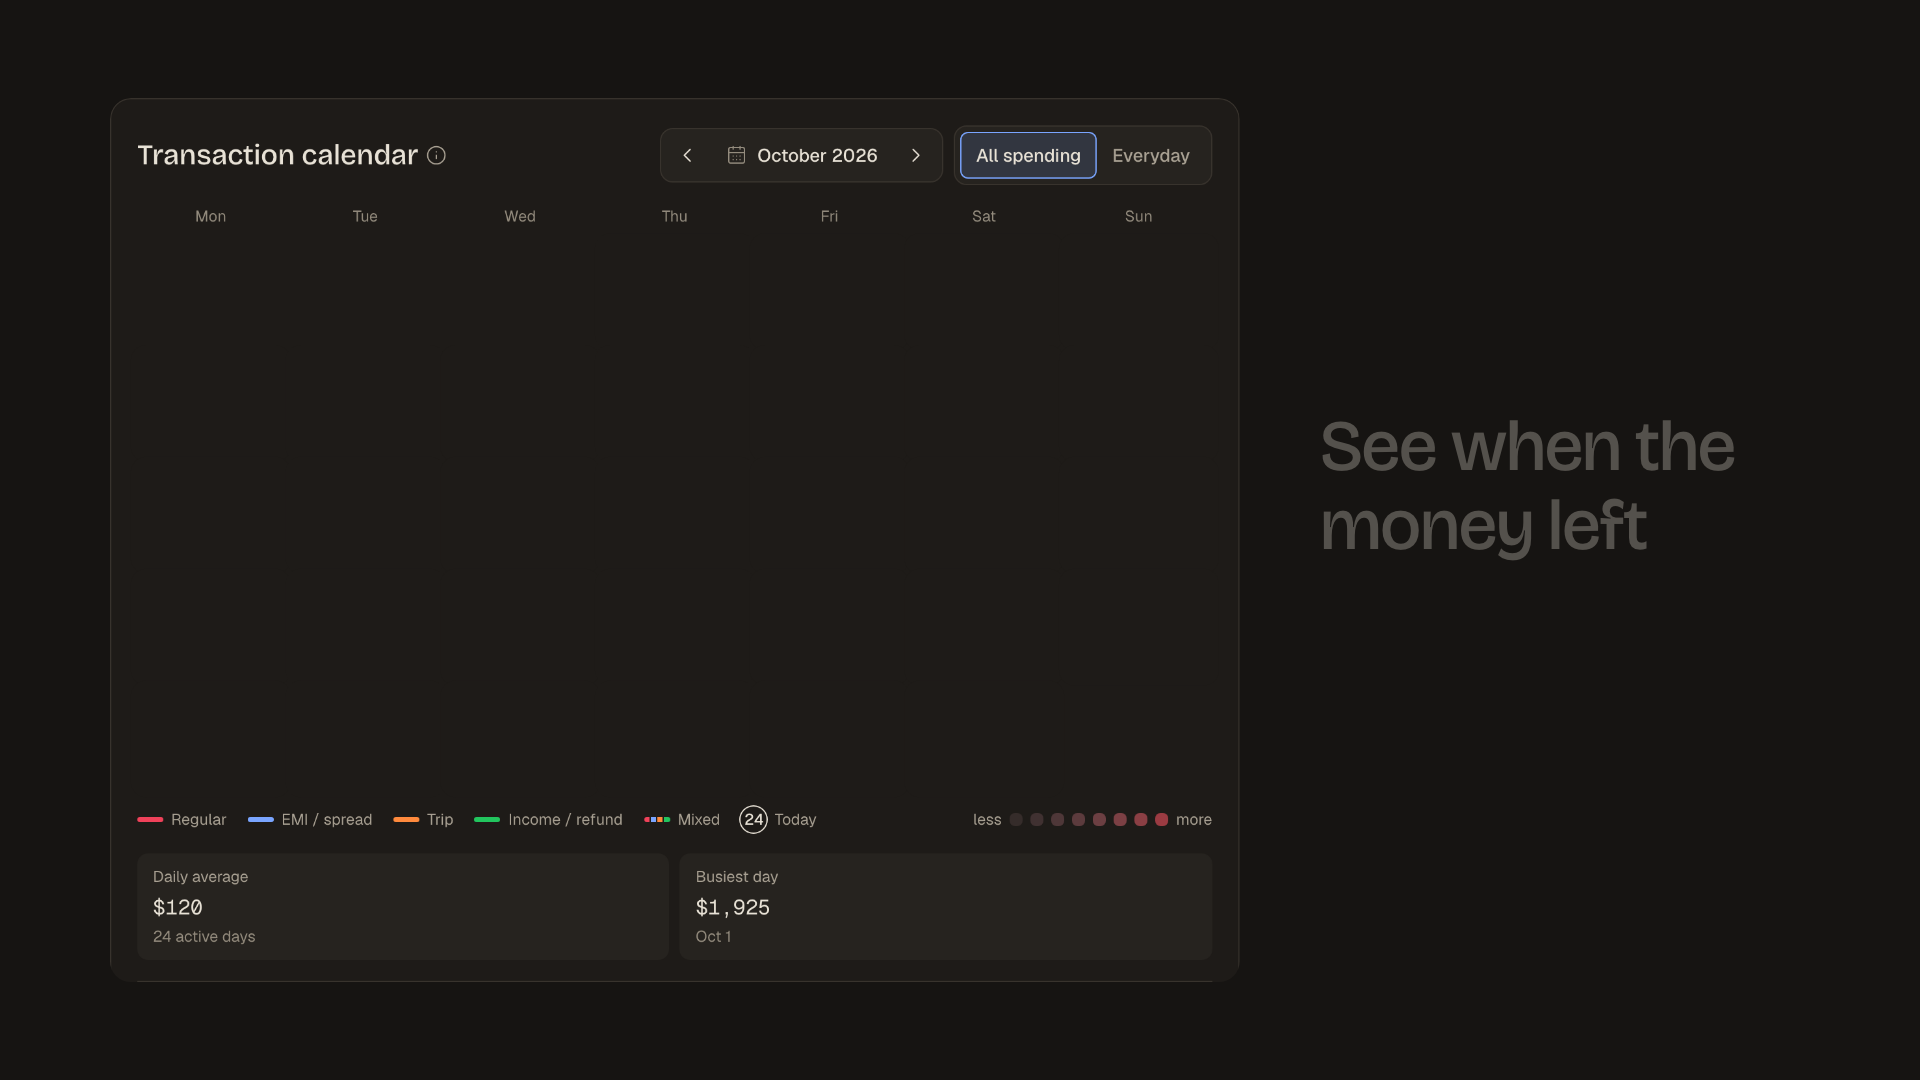 Transaction calendar
October 2026
All spending
Everyday
Mon Tue Wed Thu Fri Sat Sun
Regular
EMI / spread
Trip
Income / refund
Mixed
24 Today
less
more
Daily average
$120
24 active days
Busiest day
$1,925
Oct 1
See when the
money left